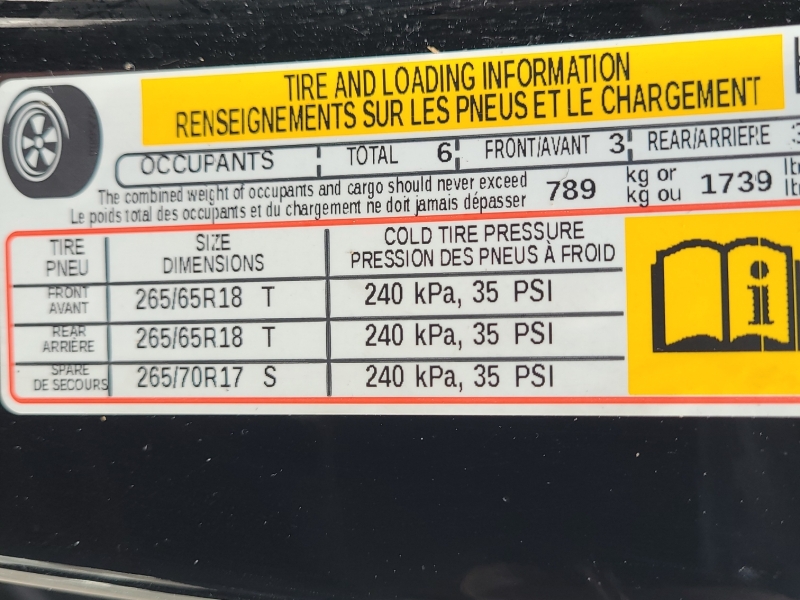 TIRE AND LOADING INFORMATION
RENSEIGNEMENTS SUR LES PNEUS ET LE CHARGEMENT
OCCUPANTS TOTAL 6 FRONT/AVANT 3 REAR/ARRIERE 3
The combined weight of occupants and cargo should never exceed 789 kg or 1739
Le poids total des occupants et du chargement ne doit jamais dépasser kg ou
TIRE SIZE COLD TIRE PRESSURE
PNEU DIMENSIONS PRESSION DES PNEUS À FROID
FRONT
AVANT 265/65R18 T 240 kPa, 35 PSI
REAR
ARRIÈRE 265/65R18 T 240 kPa, 35 PSI
SPARE
DE SECOURS 265/70R17 S 240 kPa, 35 PSI
i